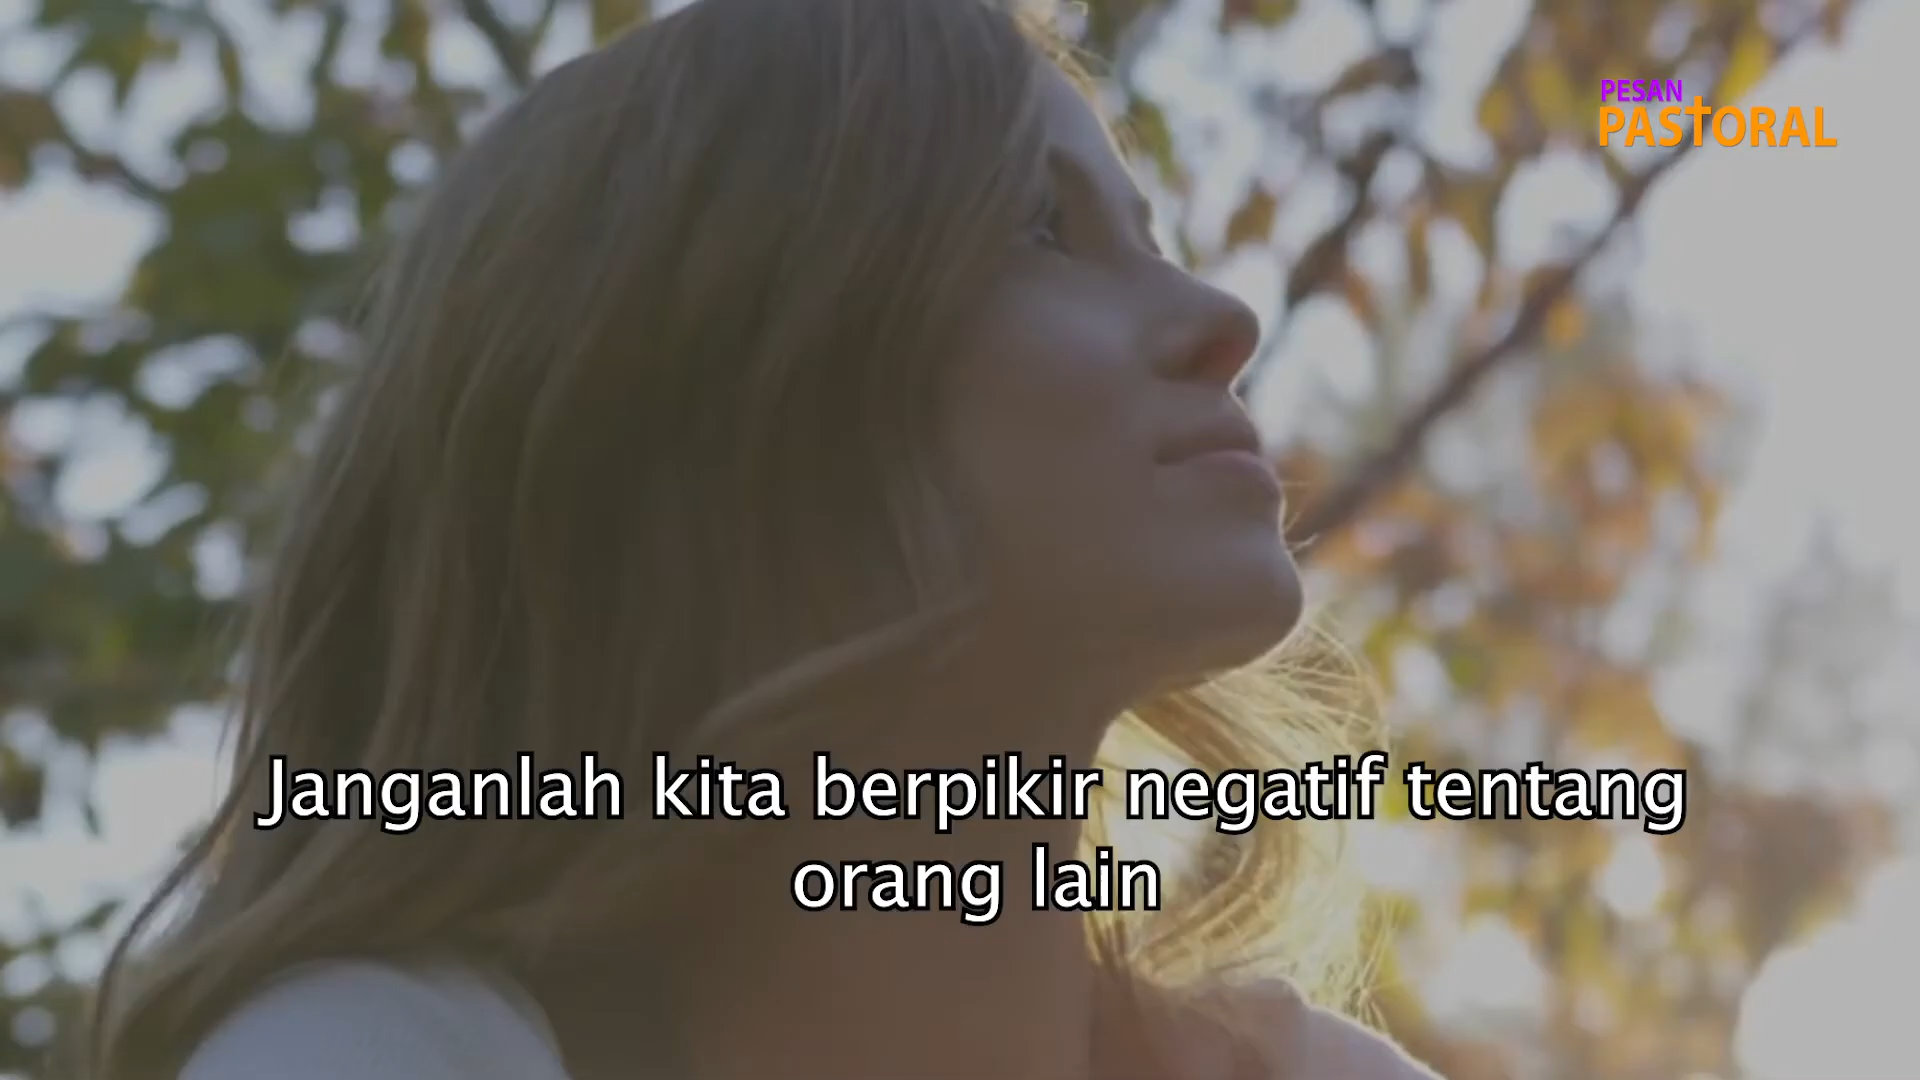 PESAN
PASTORAL
Janganlah kita berpikir negatif tentang
orang lain